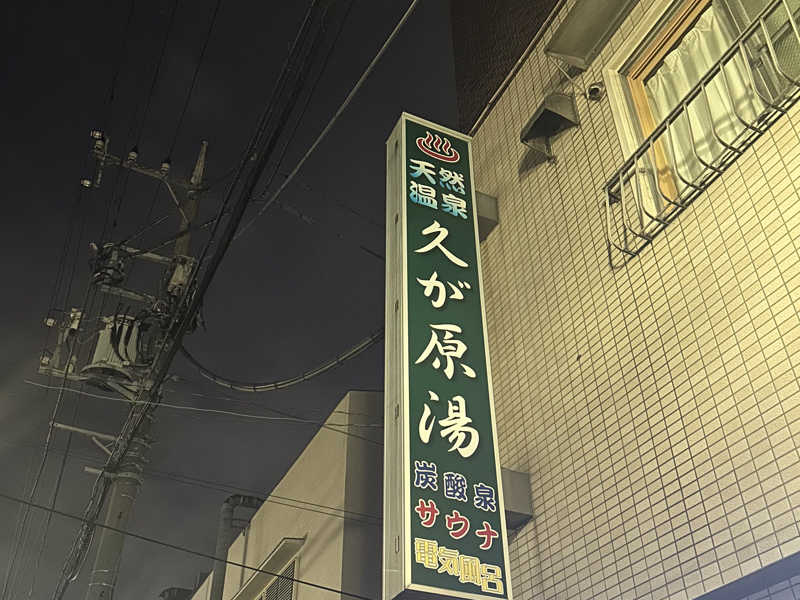 天然
温泉
久が原湯
炭酸泉
サウナ
電気風呂